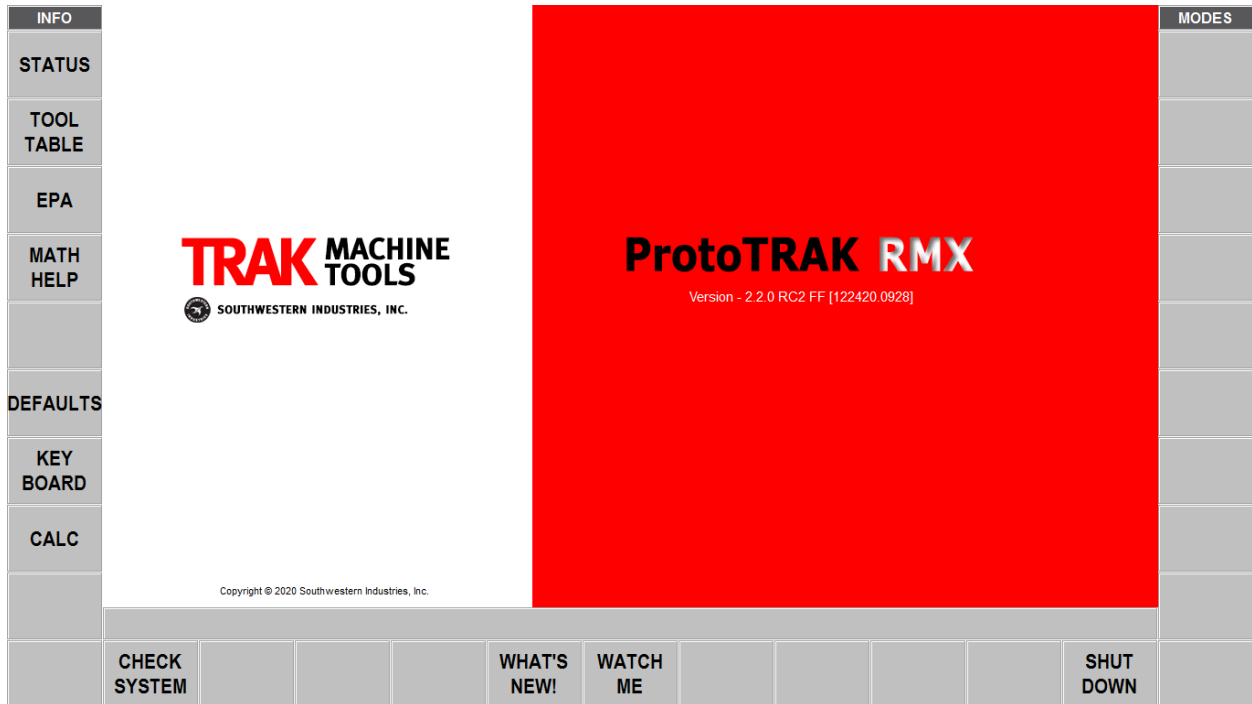 INFO
STATUS
TOOL
TABLE
EPA
MATH
HELP
DEFAULTS
KEY
BOARD
CALC
TRAK MACHINE
TOOLS
SOUTHWESTERN INDUSTRIES, INC.
Copyright © 2020 Southwestern Industries, Inc.
ProtoTRAK RMX
Version - 2.2.0 RC2 FF [122420.0928]
MODES
CHECK
SYSTEM
WHAT'S
NEW!
WATCH
ME
SHUT
DOWN